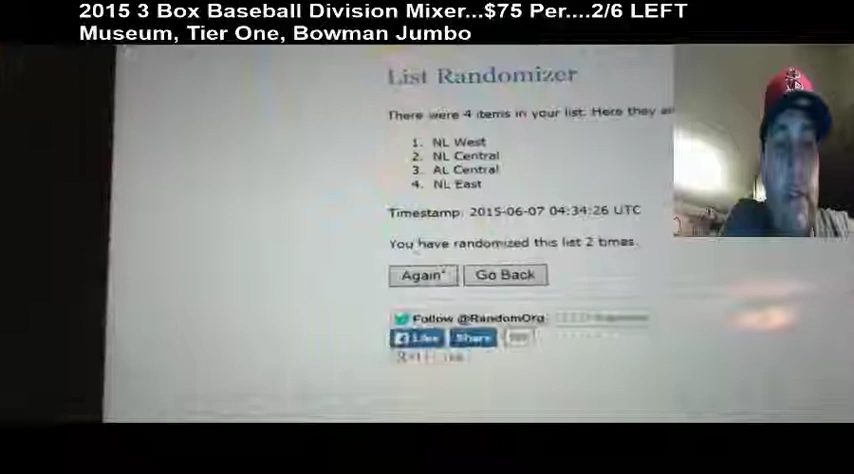 2015 3 Box Baseball Division Mixer...$75 Per....2/6 LEFT
Museum, Tier One, Bowman Jumbo
List Randomizer
There were 4 items in your list. Here they
1. NL West
2. NL Central
3. AL Central
4. NL East
Timestamp: 2015-06-07 04:34:26 UTC
You have randomized this list 2 times.
Again! Go Back
Follow @RandomOrg
Like Share